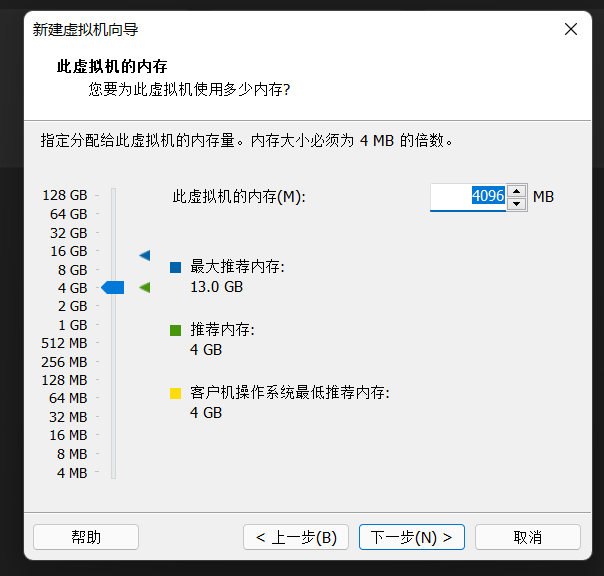 新建虚拟机向导
此虚拟机的内存
您要为此虚拟机使用多少内存?
指定分配给此虚拟机的内存量。内存大小必须为 4 MB 的倍数。
128 GB
64 GB
32 GB
16 GB
8 GB
4 GB
2 GB
1 GB
512 MB
256 MB
128 MB
64 MB
32 MB
16 MB
8 MB
4 MB
此虚拟机的内存(M): 4096 MB
最大推荐内存:
13.0 GB
推荐内存:
4 GB
客户机操作系统最低推荐内存:
4 GB
帮助 < 上一步(B) 下一步(N) > 取消